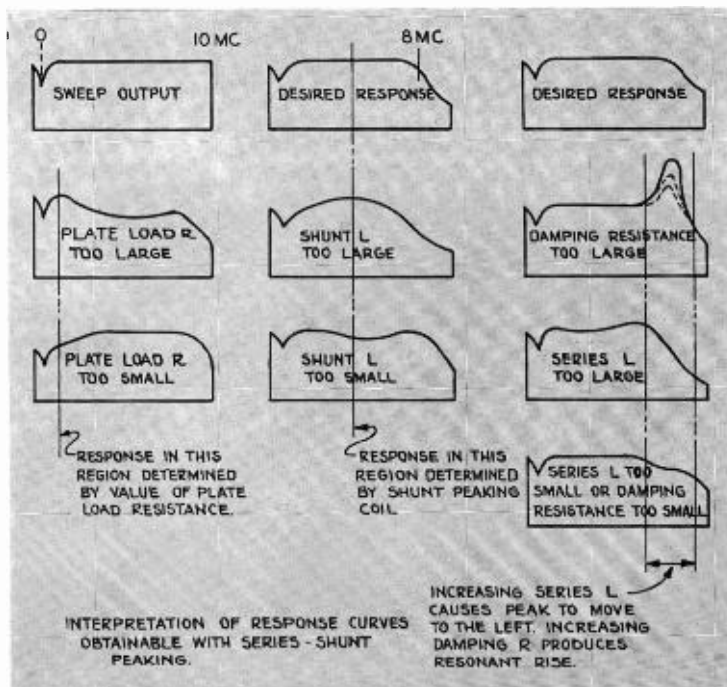 0
10 MC
8 MC
SWEEP OUTPUT
DESIRED RESPONSE
DESIRED RESPONSE
PLATE LOAD R
TOO LARGE
SHUNT L
TOO LARGE
DAMPING RESISTANCE
TOO LARGE
PLATE LOAD R
TOO SMALL
SHUNT L
TOO SMALL
SERIES L
TOO LARGE
RESPONSE IN THIS
REGION DETERMINED
BY VALUE OF PLATE
LOAD RESISTANCE.
RESPONSE IN THIS
REGION DETERMINED
BY SHUNT PEAKING
COIL
SERIES L TOO
SMALL OR DAMPING
RESISTANCE TOO SMALL
INTERPRETATION OF RESPONSE CURVES
OBTAINABLE WITH SERIES-SHUNT
PEAKING.
INCREASING SERIES L
CAUSES PEAK TO MOVE
TO THE LEFT. INCREASING
DAMPING R PRODUCES
RESONANT RISE.